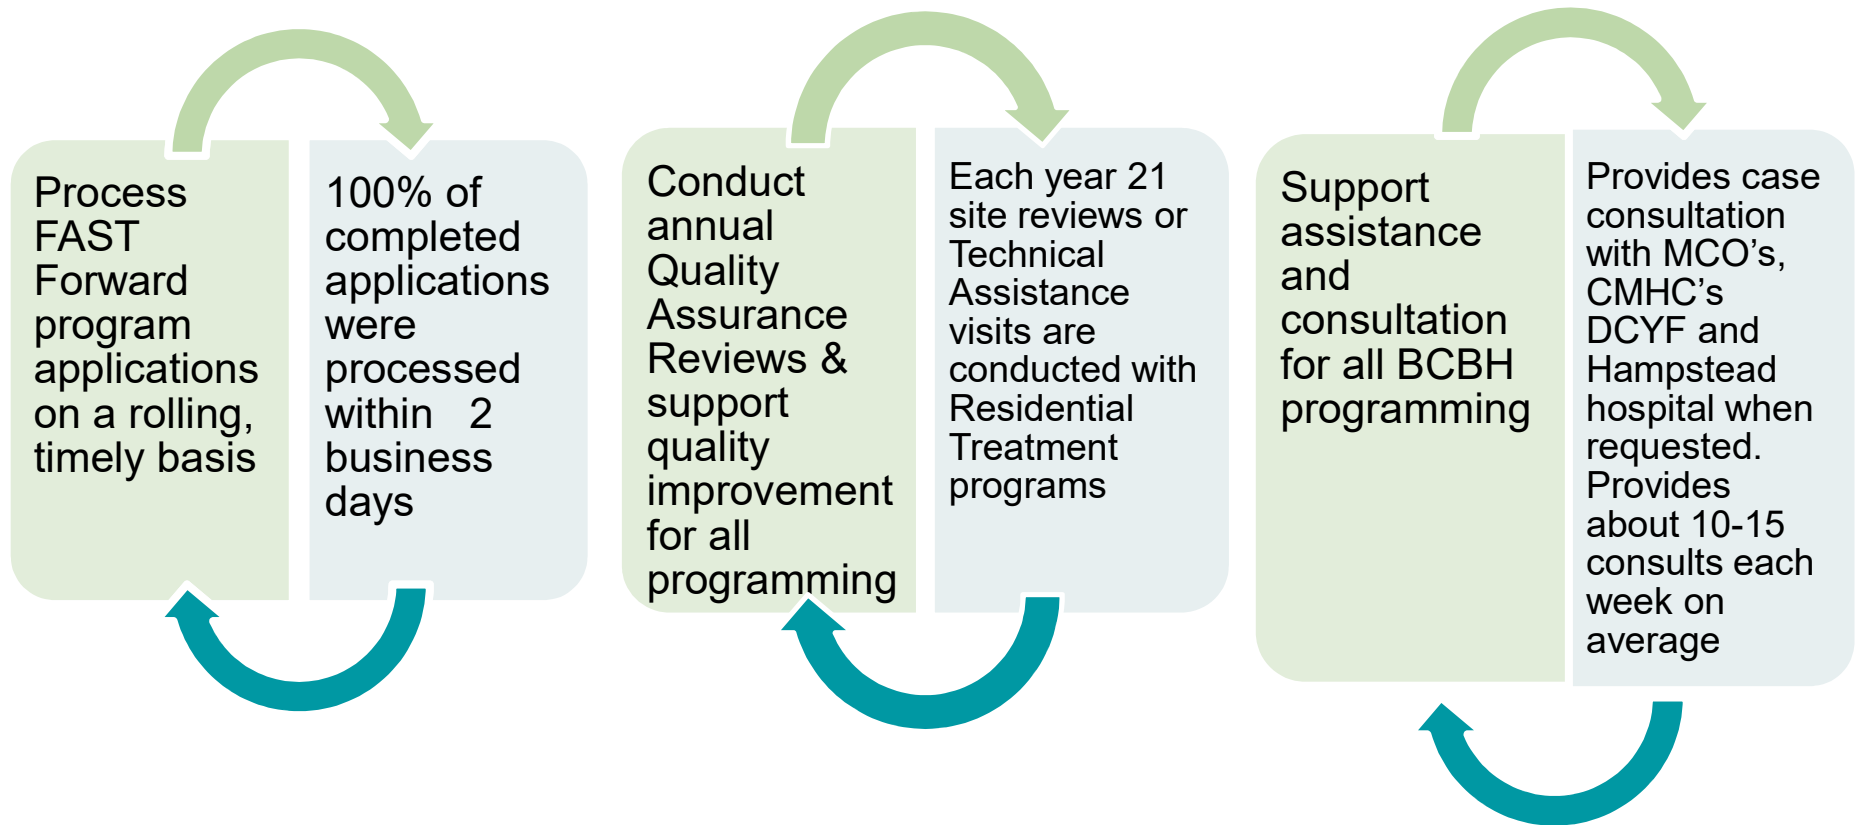 Process
FAST
Forward
program
applications
on a rolling,
timely basis
100% of
completed
applications
were
processed
within   2
business
days
Conduct
annual
Quality
Assurance
Reviews &
support
quality
improvement
for all
programming
Each year 21
site reviews or
Technical
Assistance
visits are
conducted with
Residential
Treatment
programs
Support
assistance
and
consultation
for all BCBH
programming
Provides case
consultation
with MCO’s,
CMHC’s
DCYF and
Hampstead
hospital when
requested.
Provides
about 10-15
consults each
week on
average